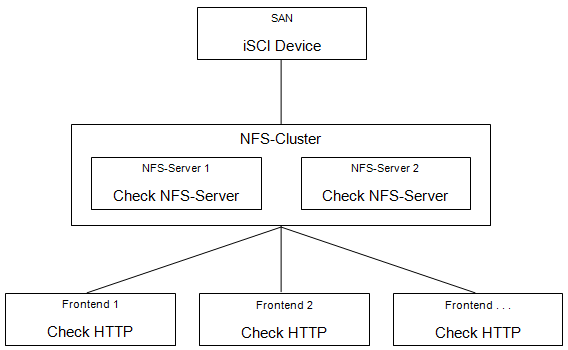 SAN
iSCI Device
NFS-Cluster
NFS-Server 1
Check NFS-Server
NFS-Server 2
Check NFS-Server
Frontend 1
Check HTTP
Frontend 2
Check HTTP
Frontend . . .
Check HTTP